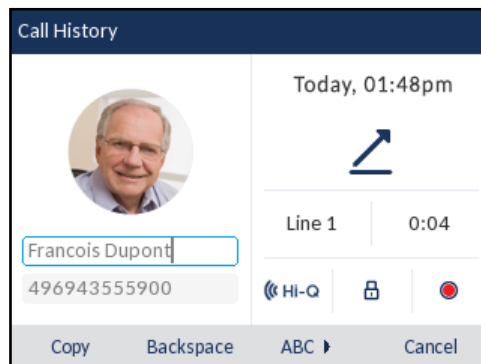 Call History
Today, 01:48pm
Line 1
0:04
Francois Dupont
496943555900
Hi-Q
Copy
Backspace
ABC
Cancel